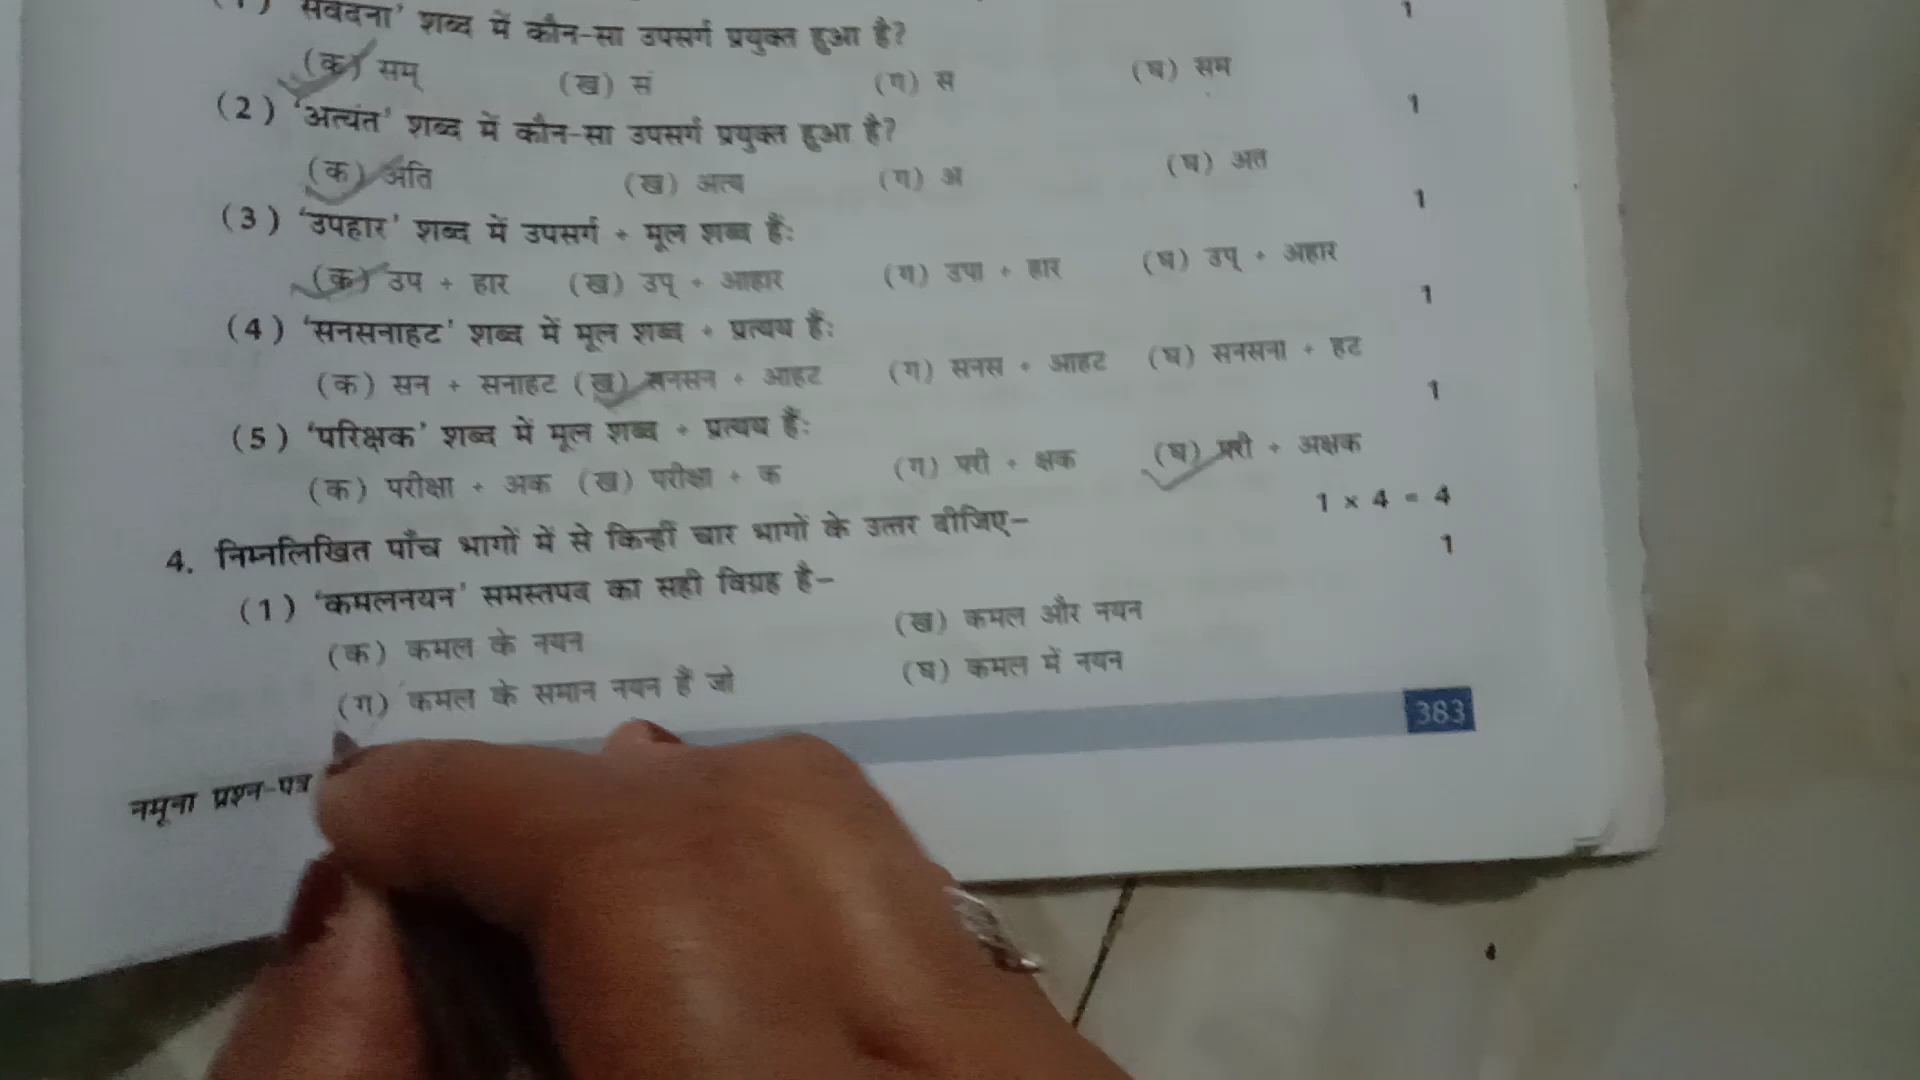 (1) 'संवेदना' शब्द में कौन-सा उपसर्ग प्रयुक्त हुआ है? 1
(क) सम् (ख) सं (ग) स (घ) सम
(2) 'अत्यंत' शब्द में कौन-सा उपसर्ग प्रयुक्त हुआ है? 1
(क) अति (ख) अत्य (ग) अ (घ) अत
(3) 'उपहार' शब्द में उपसर्ग + मूल शब्द हैं: 1
(क) उप + हार (ख) उप् + आहार (ग) उपा + हार (घ) उप् + अहार
(4) 'सनसनाहट' शब्द में मूल शब्द + प्रत्यय हैं: 1
(क) सन + सनाहट (ख) सनसन + आहट (ग) सनस + आहट (घ) सनसना + हट
(5) 'परिक्षक' शब्द में मूल शब्द + प्रत्यय हैं: 1
(क) परीक्षा + अक (ख) परीक्षा + क (ग) परी + क्षक (घ) परी + अक्षक
4. निम्नलिखित पाँच भागों में से किन्हीं चार भागों के उत्तर दीजिए- 1 × 4 = 4
(1) 'कमलनयन' समस्तपद का सही विग्रह है- 1
(क) कमल के नयन (ख) कमल और नयन
(ग) कमल के समान नयन हैं जो (घ) कमल में नयन
383
नमूना प्रश्न-पत्र